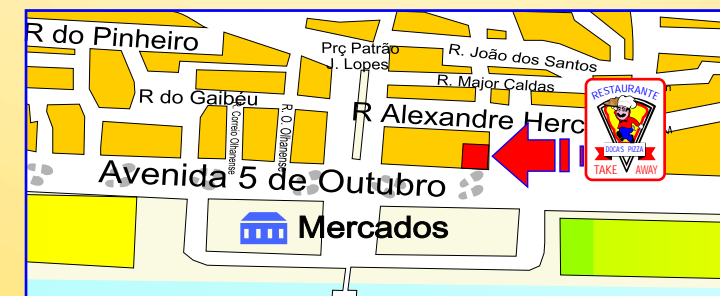 R do Pinheiro
Prç Patrão
J. Lopes
R. João dos Santos
R. Major Caldas
R do Gaibéu
R. Correio Olhanense
R. O. Olhanense
R Alexandre Herc
RESTAURANTE
DOCA'S PIZZA
TAKE AWAY
Avenida 5 de Outubro
Mercados